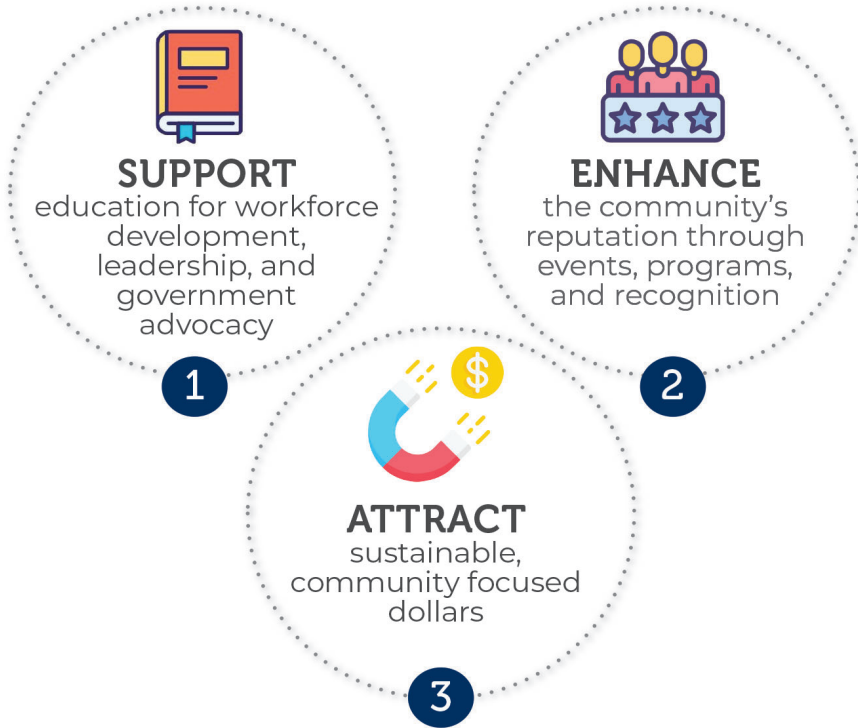 SUPPORT
education for workforce
development,
leadership, and
government
advocacy
1
ENHANCE
the community’s
reputation through
events, programs,
and recognition
2
$
ATTRACT
sustainable,
community focused
dollars
3